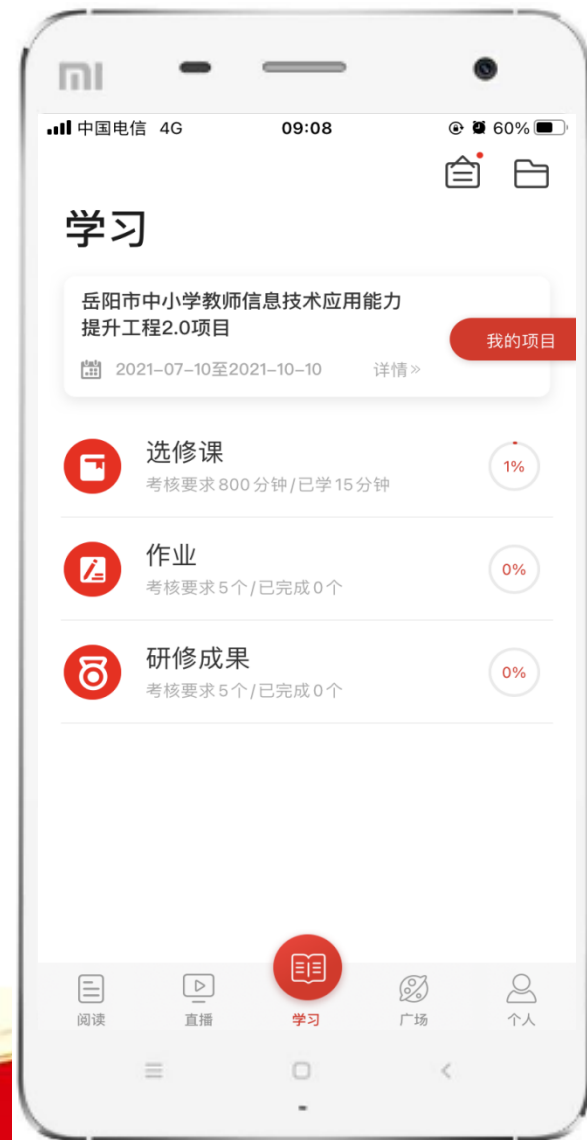 MI
中国电信 4G 09:08 60%
学习
岳阳市中小学教师信息技术应用能力
提升工程2.0项目
我的项目
2021-07-10至2021-10-10 详情»
选修课
考核要求800分钟/已学15分钟
1%
作业
考核要求5个/已完成0个
0%
研修成果
考核要求5个/已完成0个
0%
阅读 直播 学习 广场 个人